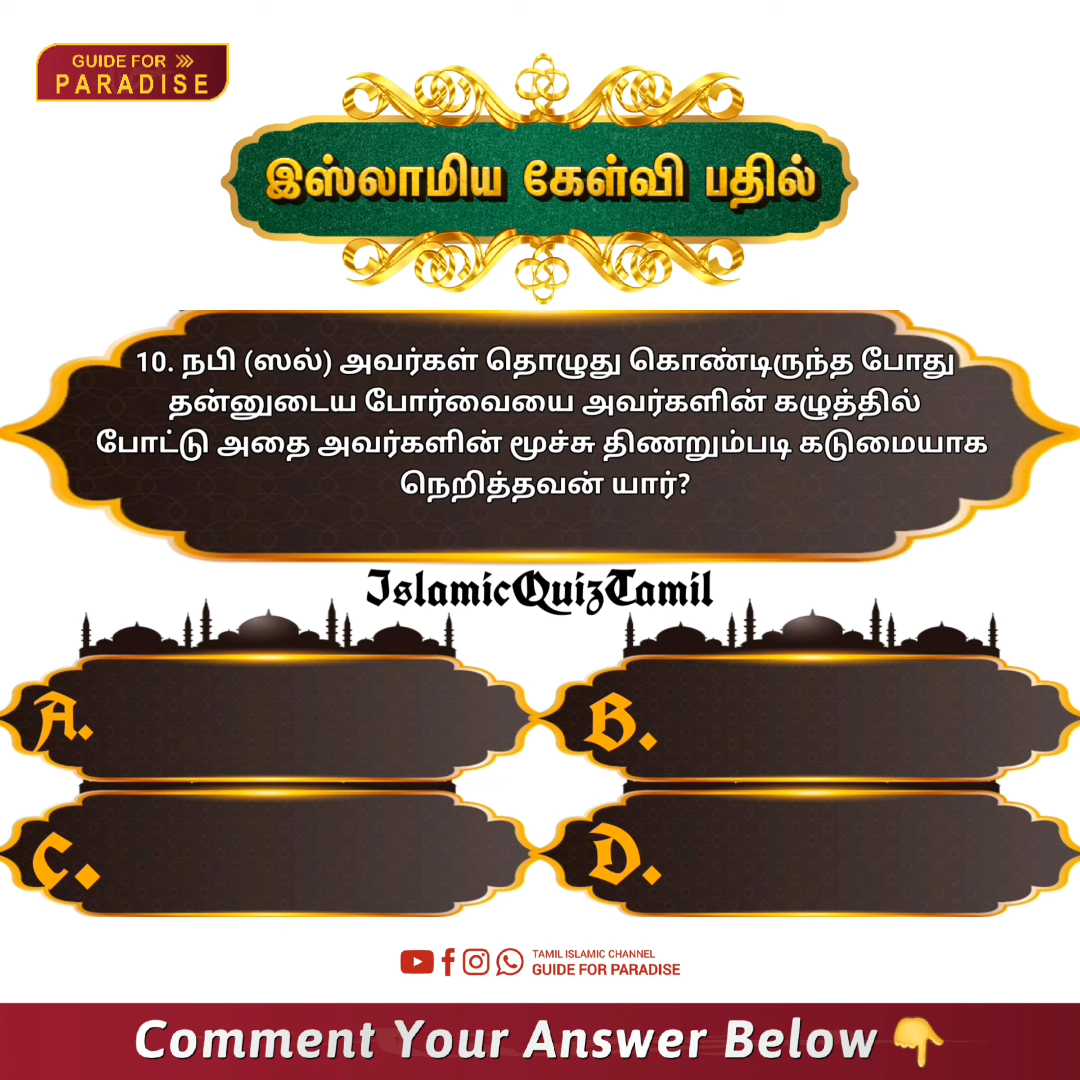 GUIDE FOR
PARADISE
இஸ்லாமிய கேள்வி பதில்
10. நபி (ஸல்) அவர்கள் தொழுது கொண்டிருந்த போது
தன்னுடைய போர்வையை அவர்களின் கழுத்தில்
போட்டு அதை அவர்களின் மூச்சு திணறும்படி கடுமையாக
நெறித்தவன் யார்?
IslamicQuizTamil
A.
B.
C.
D.
TAMIL ISLAMIC CHANNEL
GUIDE FOR PARADISE
Comment Your Answer Below